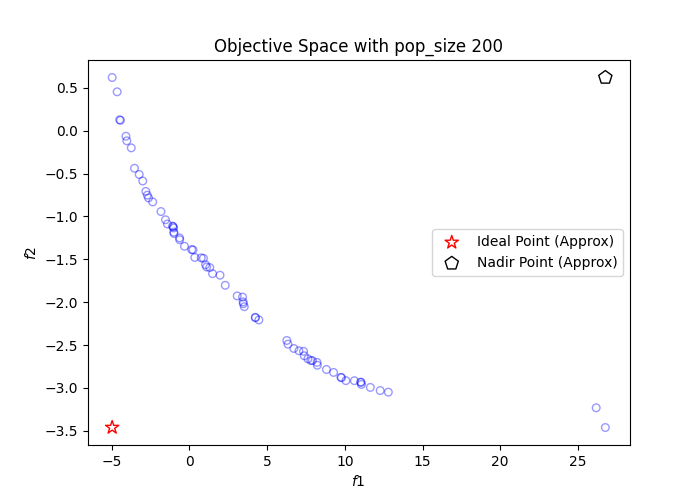 Objective Space with pop_size 200
0.5
0.0
−0.5
−1.0
−1.5
−2.0
−2.5
−3.0
−3.5
f2
Ideal Point (Approx)
Nadir Point (Approx)
−5 0 5 10 15 20 25
f1